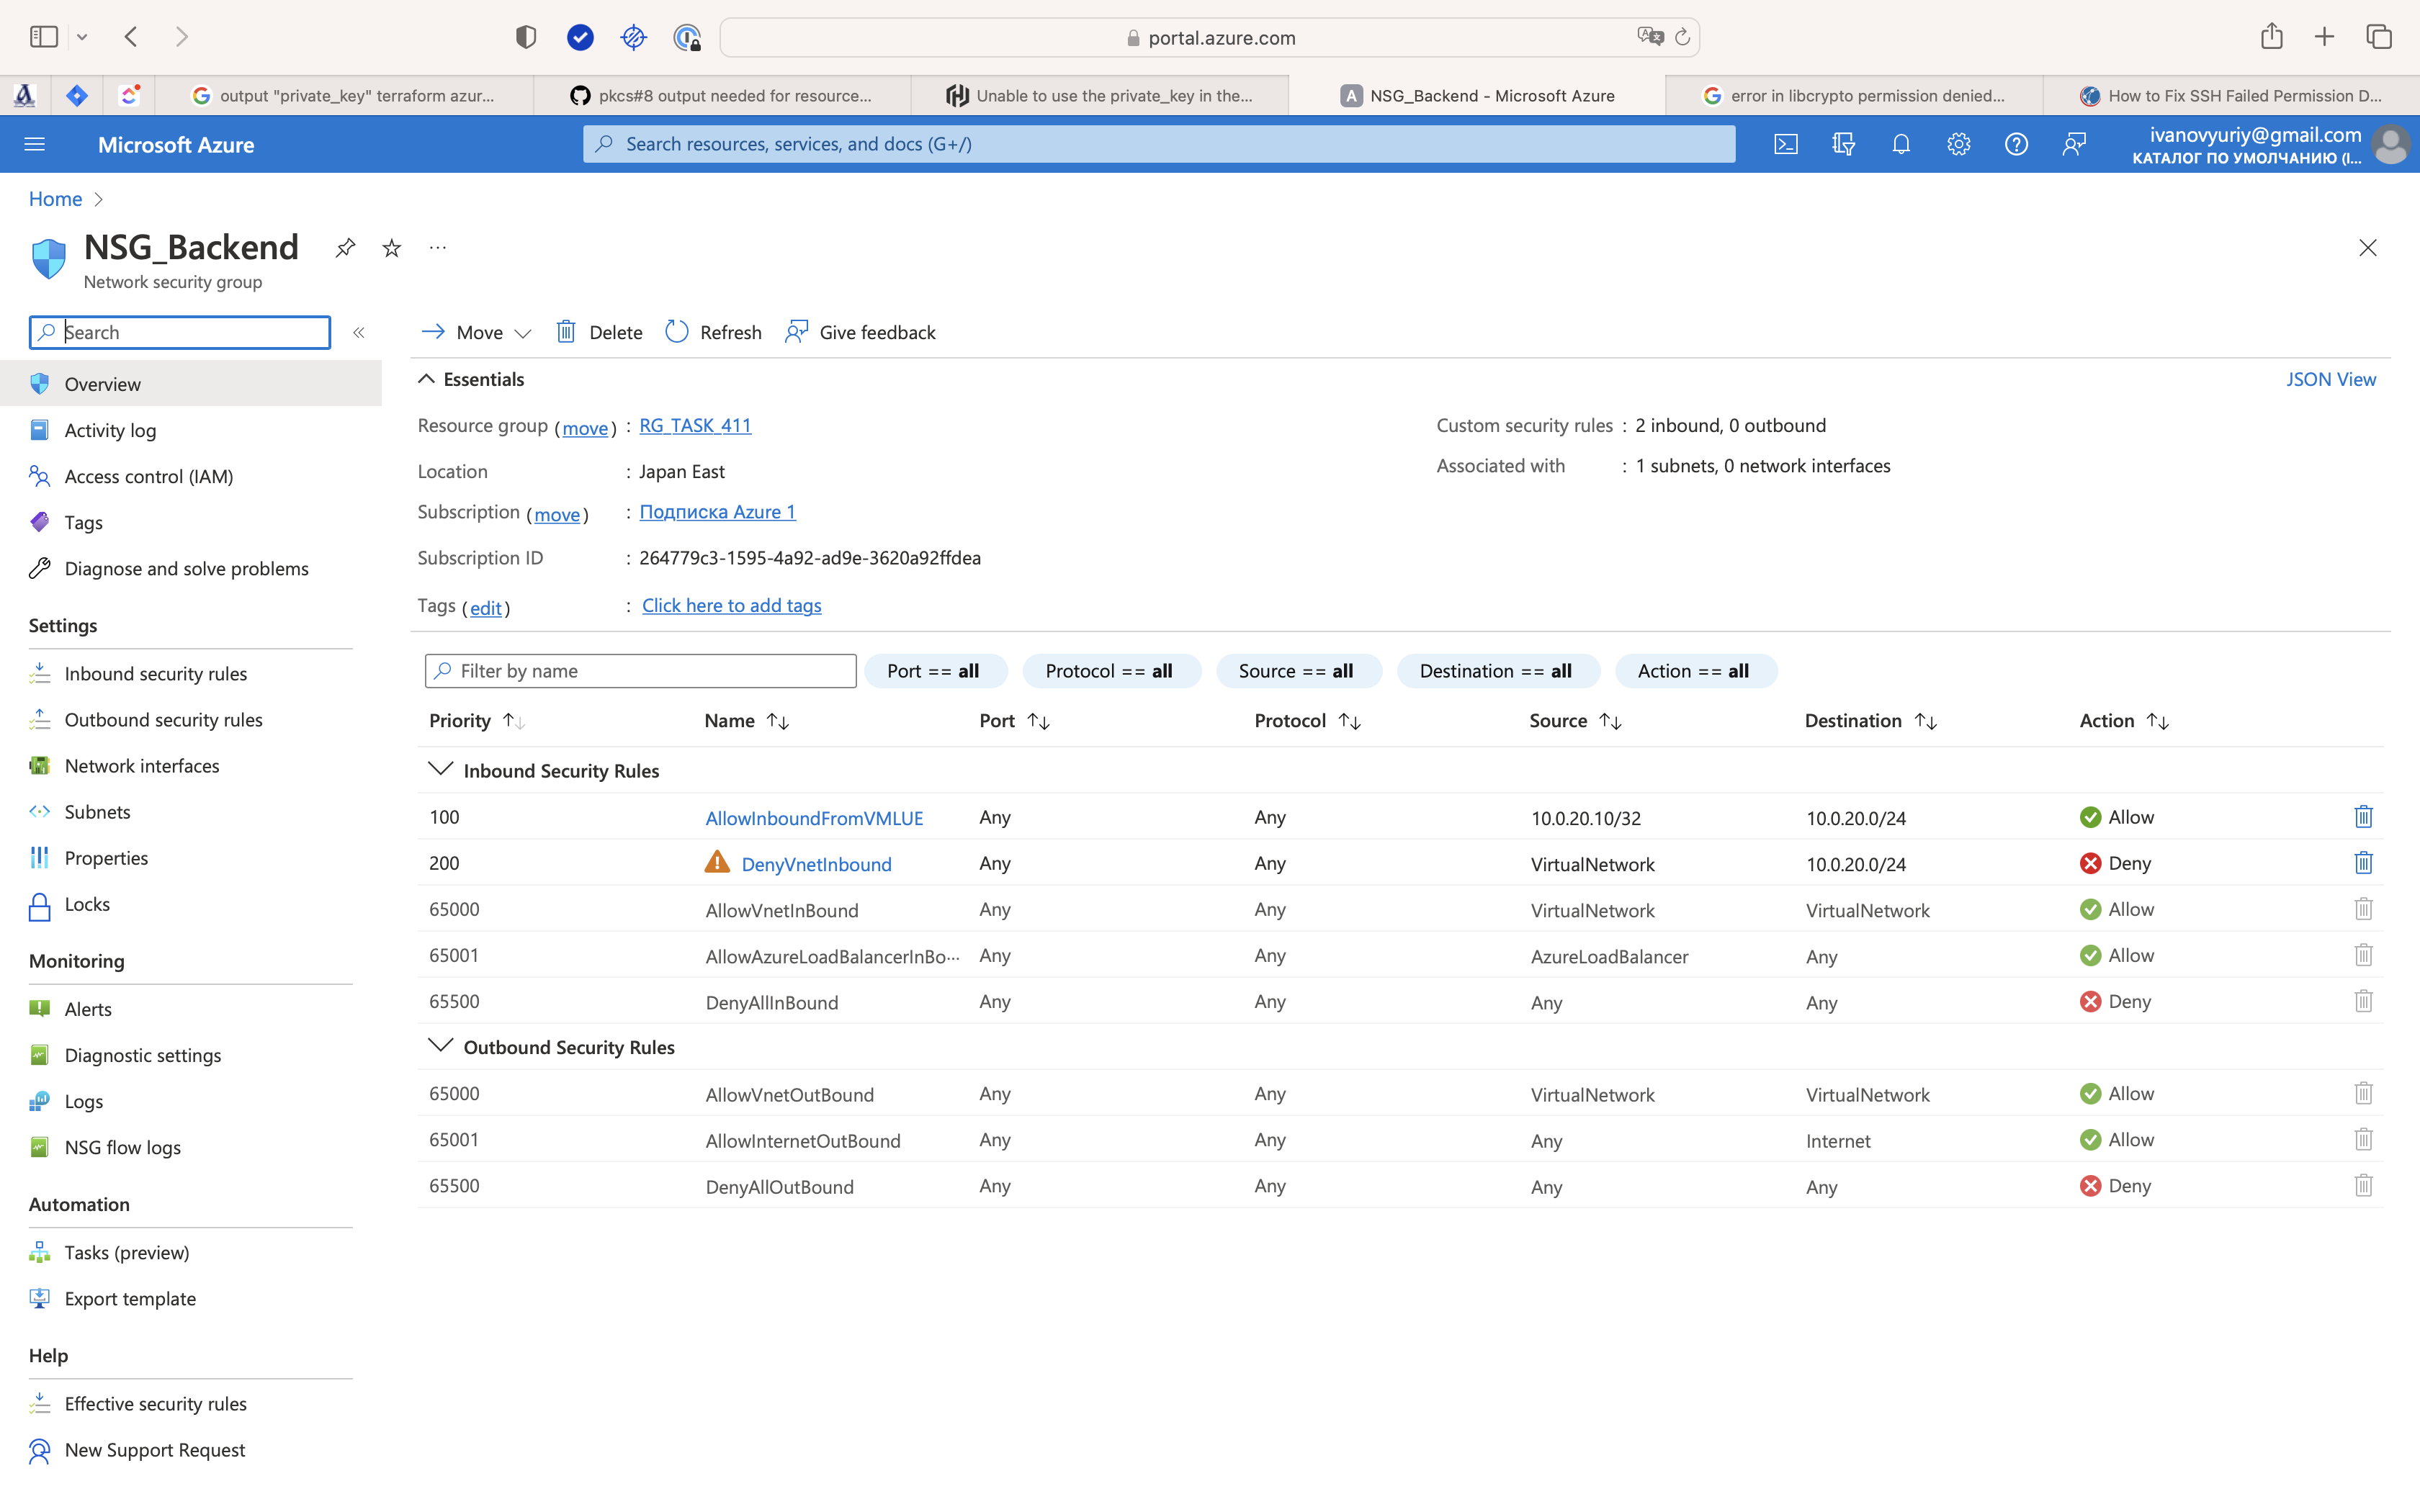 portal.azure.com
output "private_key" terraform azur...
pkcs#8 output needed for resource...
Unable to use the private_key in the...
A NSG_Backend - Microsoft Azure
error in libcrypto permission denied...
How to Fix SSH Failed Permission D...
Microsoft Azure
Search resources, services, and docs (G+/)
ivanovyuriy@gmail.com
КАТАЛОГ ПО УМОЛЧАНИЮ (I...
Home
NSG_Backend
Network security group
Search
Move
Delete
Refresh
Give feedback
Overview
Activity log
Access control (IAM)
Tags
Diagnose and solve problems
Settings
Inbound security rules
Outbound security rules
Network interfaces
Subnets
Properties
Locks
Monitoring
Alerts
Diagnostic settings
Logs
NSG flow logs
Automation
Tasks (preview)
Export template
Help
Effective security rules
New Support Request
Essentials
JSON View
Resource group (move) : RG_TASK_411
Location : Japan East
Subscription (move) : Подписка Azure 1
Subscription ID : 264779c3-1595-4a92-ad9e-3620a92ffdea
Tags (edit) : Click here to add tags
Custom security rules : 2 inbound, 0 outbound
Associated with : 1 subnets, 0 network interfaces
Filter by name
Port == all
Protocol == all
Source == all
Destination == all
Action == all
Priority Name Port Protocol Source Destination Action
Inbound Security Rules
100 AllowInboundFromVMLUE Any Any 10.0.20.10/32 10.0.20.0/24 Allow
200 DenyVnetInbound Any Any VirtualNetwork 10.0.20.0/24 Deny
65000 AllowVnetInBound Any Any VirtualNetwork VirtualNetwork Allow
65001 AllowAzureLoadBalancerInBo... Any Any AzureLoadBalancer Any Allow
65500 DenyAllInBound Any Any Any Any Deny
Outbound Security Rules
65000 AllowVnetOutBound Any Any VirtualNetwork VirtualNetwork Allow
65001 AllowInternetOutBound Any Any Any Internet Allow
65500 DenyAllOutBound Any Any Any Any Deny